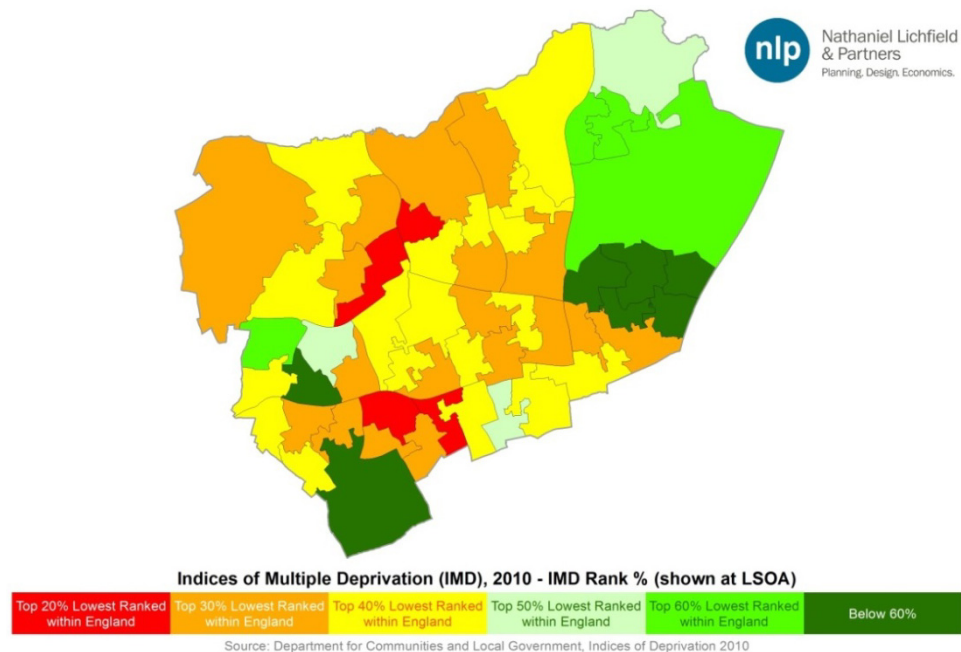 nlp
Nathaniel Lichfield
& Partners
Planning. Design. Economics.
Indices of Multiple Deprivation (IMD), 2010 - IMD Rank % (shown at LSOA)
Top 20% Lowest Ranked
within England
Top 30% Lowest Ranked
within England
Top 40% Lowest Ranked
within England
Top 50% Lowest Ranked
within England
Top 60% Lowest Ranked
within England
Below 60%
Source: Department for Communities and Local Government, Indices of Deprivation 2010